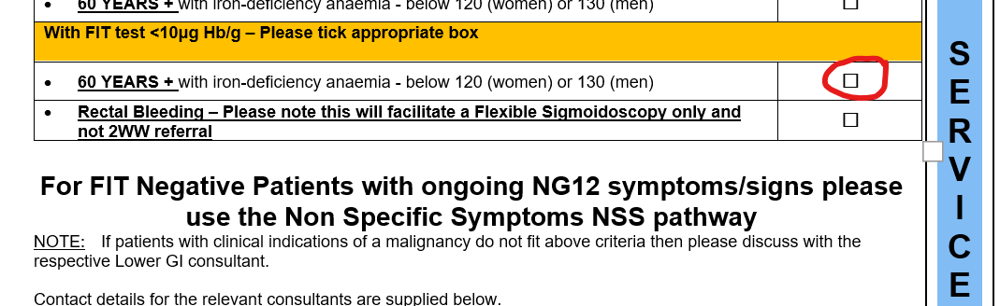 • 60 YEARS + with iron-deficiency anaemia - below 120 (women) or 130 (men) ☐
With FIT test <10µg Hb/g – Please tick appropriate box
• 60 YEARS + with iron-deficiency anaemia - below 120 (women) or 130 (men) ☐
• Rectal Bleeding – Please note this will facilitate a Flexible Sigmoidoscopy only and
not 2WW referral ☐
For FIT Negative Patients with ongoing NG12 symptoms/signs please
use the Non Specific Symptoms NSS pathway
NOTE: If patients with clinical indications of a malignancy do not fit above criteria then please discuss with the
respective Lower GI consultant.
Contact details for the relevant consultants are supplied below.
S
E
R
V
I
C
E